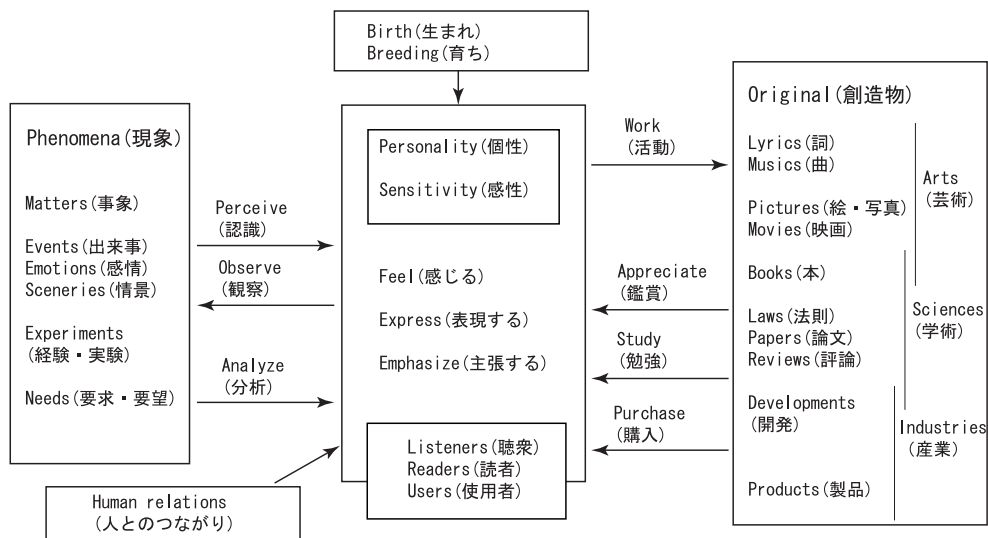 Birth(生まれ)
Breeding(育ち)
Phenomena(現象)
Matters(事象)
Events(出来事)
Emotions(感情)
Sceneries(情景)
Experiments
(経験・実験)
Needs(要求・要望)
Perceive
(認識)
Observe
(観察)
Analyze
(分析)
Human relations
(人とのつながり)
Personality(個性)
Sensitivity(感性)
Feel(感じる)
Express(表現する)
Emphasize(主張する)
Listeners(聴衆)
Readers(読者)
Users(使用者)
Work
(活動)
Appreciate
(鑑賞)
Study
(勉強)
Purchase
(購入)
Original(創造物)
Lyrics(詞)
Musics(曲)
Pictures(絵・写真)
Movies(映画)
Books(本)
Laws(法則)
Papers(論文)
Reviews(評論)
Developments
(開発)
Products(製品)
Arts
(芸術)
Sciences
(学術)
Industries
(産業)